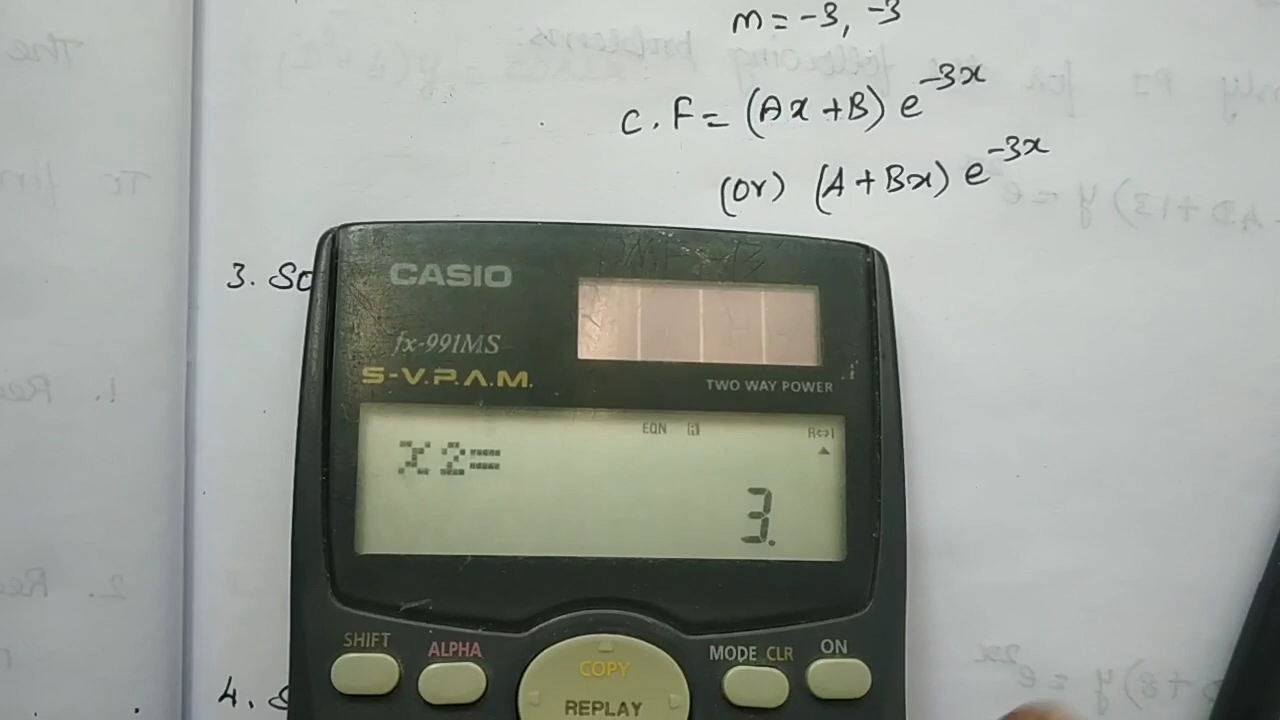 m = -3, -3
C.F = (Ax + B) e^-3x
(or) (A + Bx) e^-3x
3. So
CASIO
fx-991MS
S-V.P.A.M.
TWO WAY POWER
EQN R⇔I
X2=
3.
SHIFT ALPHA COPY MODE CLR ON
REPLAY
4. S